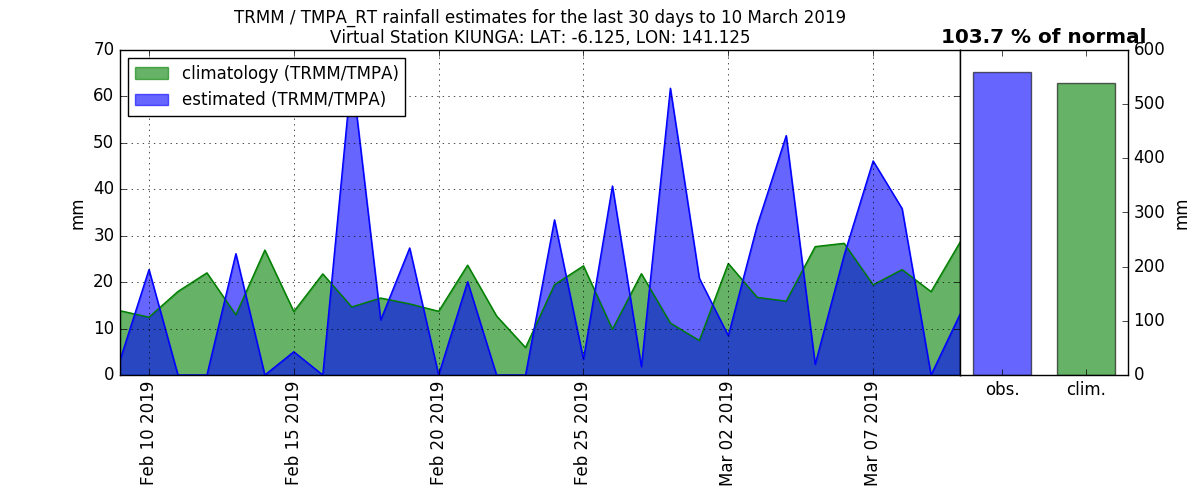 TRMM / TMPA_RT rainfall estimates for the last 30 days to 10 March 2019
Virtual Station KIUNGA: LAT: -6.125, LON: 141.125
103.7 % of normal
climatology (TRMM/TMPA)
estimated (TRMM/TMPA)
mm
70
60
50
40
30
20
10
0
Feb 10 2019
Feb 15 2019
Feb 20 2019
Feb 25 2019
Mar 02 2019
Mar 07 2019
600
500
400
300
200
100
0
mm
obs.
clim.